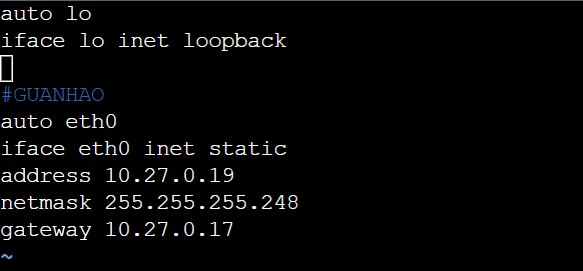 auto lo
iface lo inet loopback
#GUANHAO
auto eth0
iface eth0 inet static
address 10.27.0.19
netmask 255.255.255.248
gateway 10.27.0.17
~